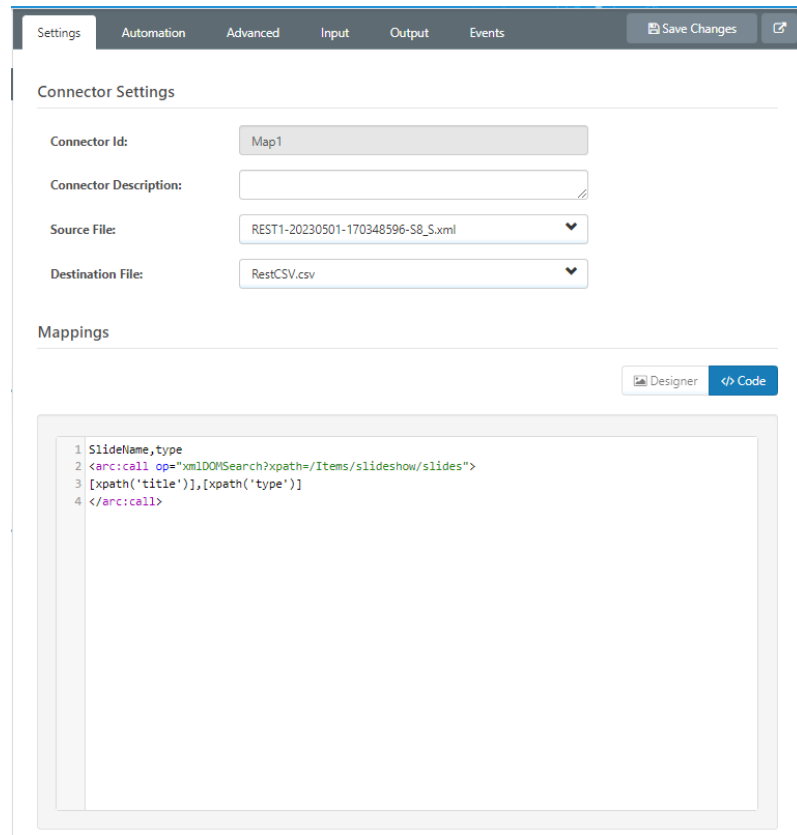 Settings Automation Advanced Input Output Events Save Changes
Connector Settings
Connector Id: Map1
Connector Description:
Source File: REST1-20230501-170348596-S8_S.xml
Destination File: RestCSV.csv
Mappings
Designer </> Code
1 SlideName,type
2 <arc:call op="xmlDOMSearch?xpath=/Items/slideshow/slides">
3 [xpath('title')],[xpath('type')]
4 </arc:call>